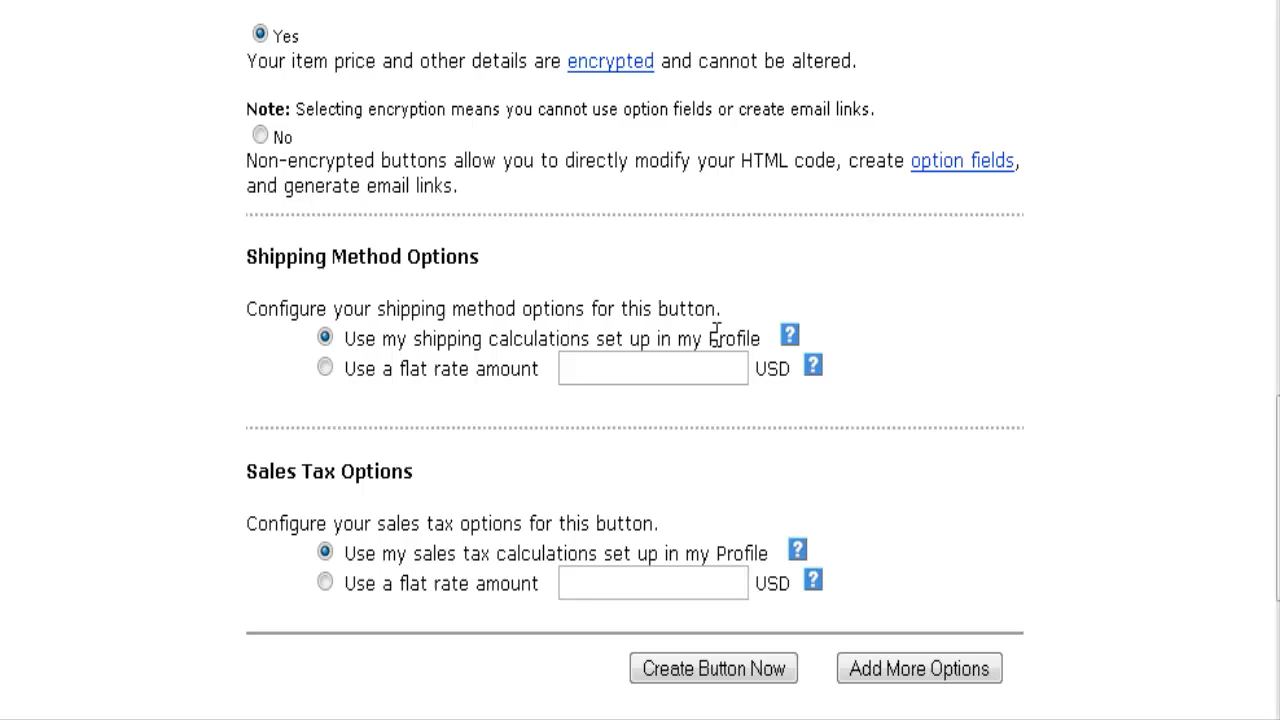 Yes
Your item price and other details are encrypted and cannot be altered.
Note: Selecting encryption means you cannot use option fields or create email links.
No
Non-encrypted buttons allow you to directly modify your HTML code, create option fields,
and generate email links.
Shipping Method Options
Configure your shipping method options for this button.
Use my shipping calculations set up in my Profile ?
Use a flat rate amount USD ?
Sales Tax Options
Configure your sales tax options for this button.
Use my sales tax calculations set up in my Profile ?
Use a flat rate amount USD ?
Create Button Now Add More Options